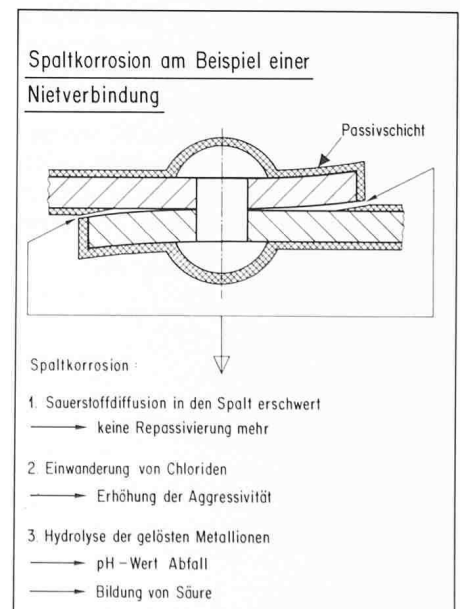 Spaltkorrosion am Beispiel einer
Nietverbindung
Passivschicht
Spaltkorrosion :
1. Sauerstoffdiffusion in den Spalt erschwert
keine Repassivierung mehr
2. Einwanderung von Chloriden
Erhöhung der Aggressivität
3. Hydrolyse der gelösten Metallionen
pH-Wert Abfall
Bildung von Säure